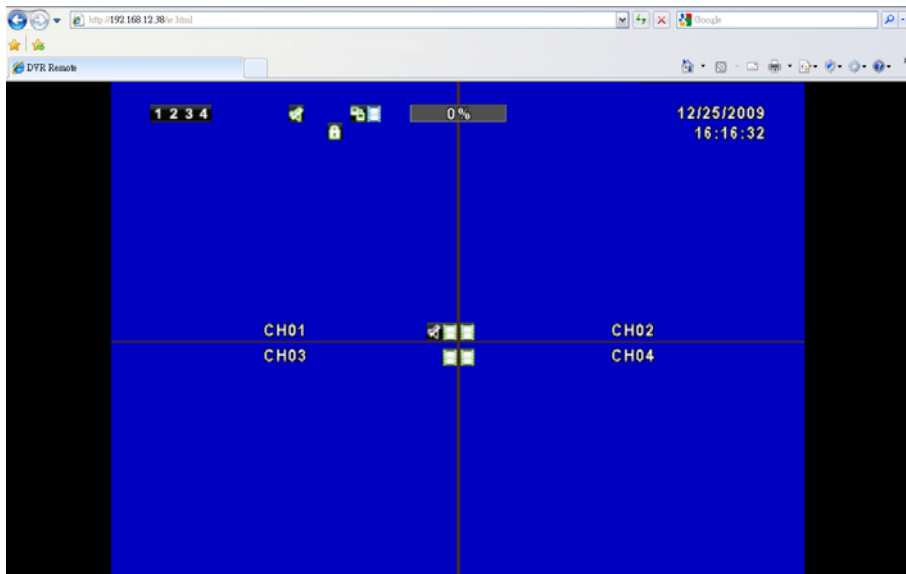 http://192.168.12.38/ie.html
Google
DVR Remote
1 2 3 4
0%
12/25/2009
16:16:32
CH01
CH02
CH03
CH04